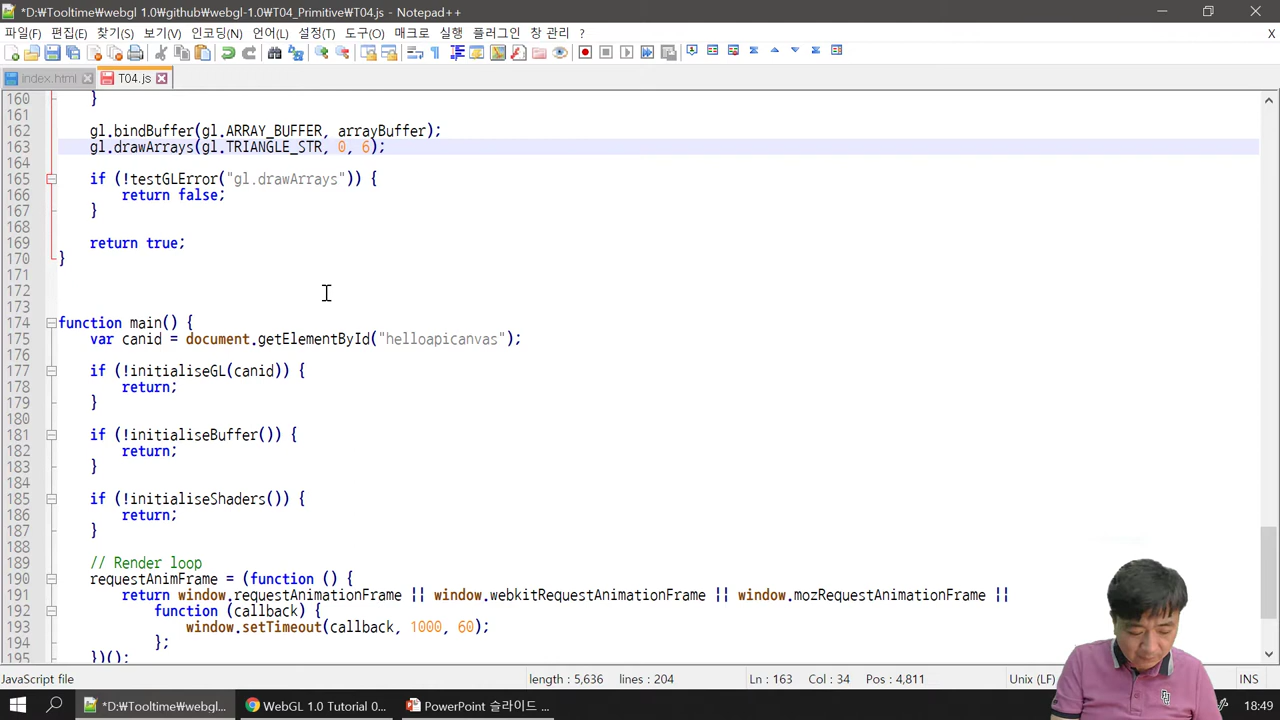 *D:₩Tooltime₩webgl 1.0₩github₩webgl-1.0₩T04_Primitive₩T04.js - Notepad++
파일(F) 편집(E) 찾기(S) 보기(V) 인코딩(N) 언어(L) 설정(T) 도구(O) 매크로 실행 플러그인 창 관리 ? X
index.html T04.js
160 }
161
162 gl.bindBuffer(gl.ARRAY_BUFFER, arrayBuffer);
163 gl.drawArrays(gl.TRIANGLE_STR, 0, 6);
164
165 if (!testGLError("gl.drawArrays")) {
166 return false;
167 }
168
169 return true;
170 }
171
172
173
174 function main() {
175 var canid = document.getElementById("helloapicanvas");
176
177 if (!initialiseGL(canid)) {
178 return;
179 }
180
181 if (!initialiseBuffer()) {
182 return;
183 }
184
185 if (!initialiseShaders()) {
186 return;
187 }
188
189 // Render loop
190 requestAnimFrame = (function () {
191 return window.requestAnimationFrame || window.webkitRequestAnimationFrame || window.mozRequestAnimationFrame ||
192 function (callback) {
193 window.setTimeout(callback, 1000, 60);
194 };
195 })();
JavaScript file length : 5,636 lines : 204 Ln : 163 Col : 34 Pos : 4,811 Unix (LF) INS
*D:₩Tooltime₩webgl... WebGL 1.0 Tutorial 0... PowerPoint 슬라이드 ... 18:49